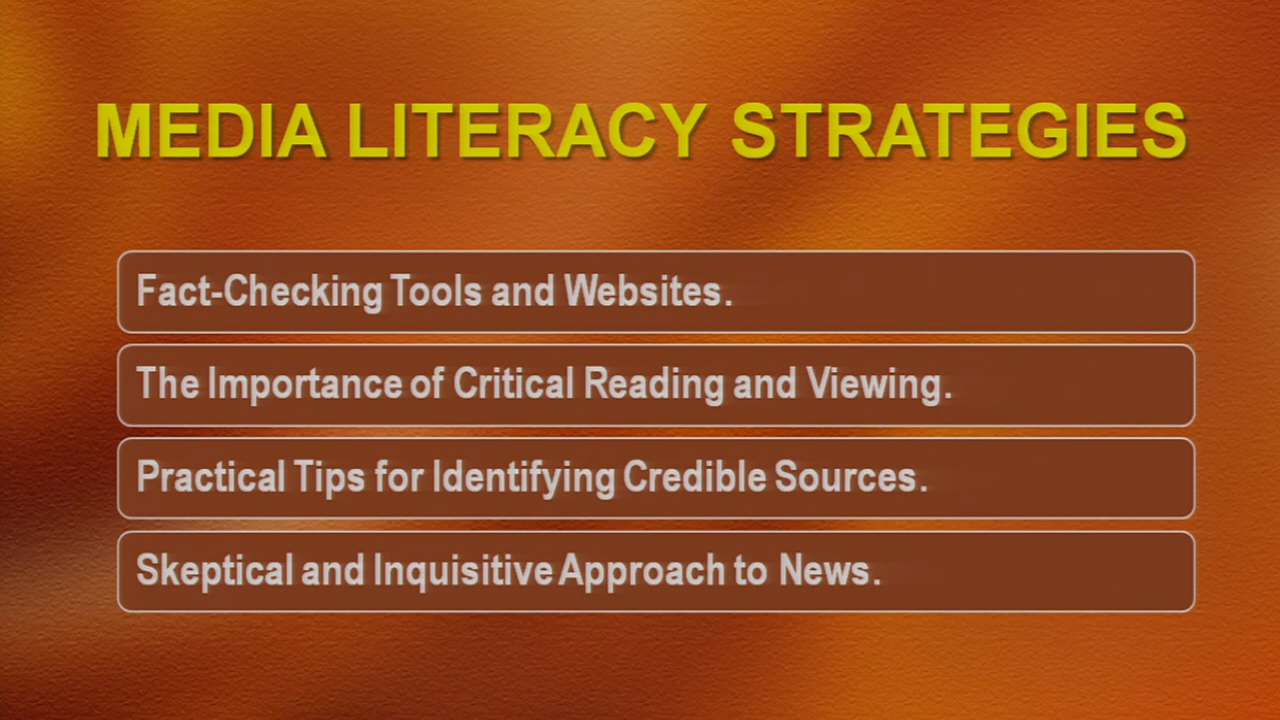 MEDIA LITERACY STRATEGIES
Fact-Checking Tools and Websites.
The Importance of Critical Reading and Viewing.
Practical Tips for Identifying Credible Sources.
Skeptical and Inquisitive Approach to News.